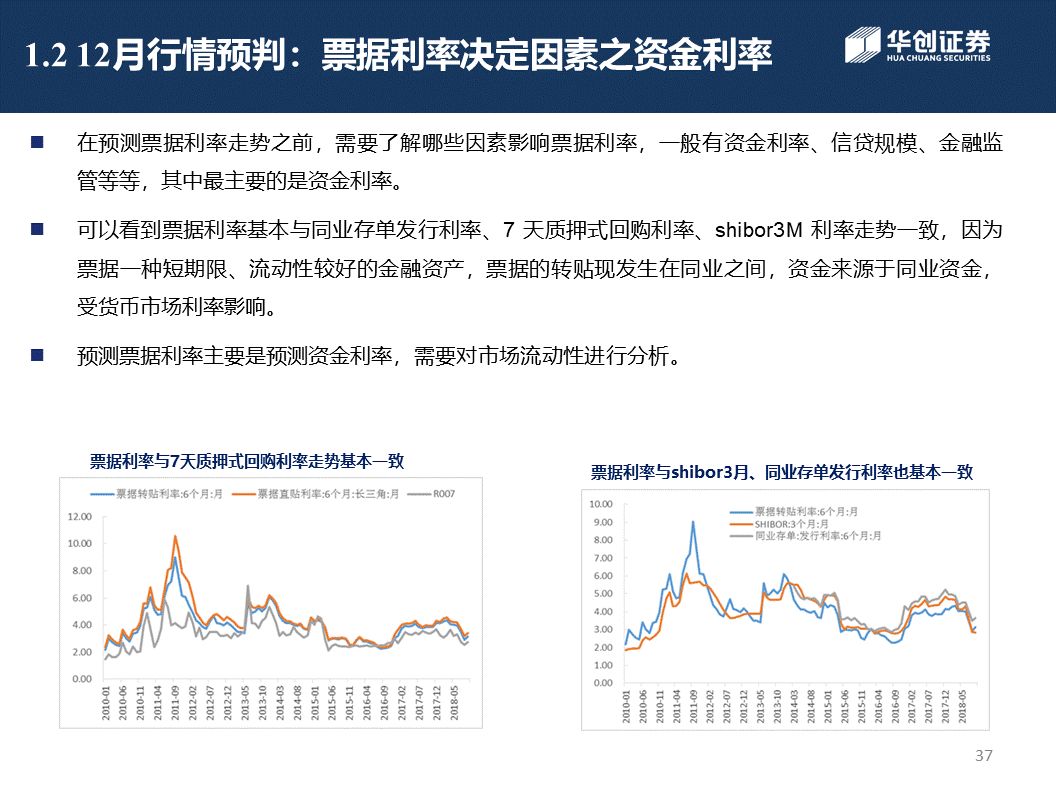 1.2 12月行情预判：票据利率决定因素之资金利率
华创证券
HUA CHUANG SECURITIES
在预测票据利率走势之前，需要了解哪些因素影响票据利率，一般有资金利率、信贷规模、金融监
管等等，其中最主要的是资金利率。
可以看到票据利率基本与同业存单发行利率、7 天质押式回购利率、shibor3M 利率走势一致，因为
票据一种短期限、流动性较好的金融资产，票据的转贴现发生在同业之间，资金来源于同业资金，
受货币市场利率影响。
预测票据利率主要是预测资金利率，需要对市场流动性进行分析。
票据利率与7天质押式回购利率走势基本一致
票据转贴利率:6个月:月 票据直贴利率:6个月:长三角:月 R007
12.00
10.00
8.00
6.00
4.00
2.00
0.00
2010-01 2010-06 2010-11 2011-04 2011-09 2012-02 2012-07 2012-12 2013-05 2013-10 2014-03 2014-08 2015-01 2015-06 2015-11 2016-04 2016-09 2017-02 2017-07 2017-12 2018-05
票据利率与shibor3月、同业存单发行利率也基本一致
票据转贴利率:6个月:月
SHIBOR:3个月:月
同业存单:发行利率:6个月:月
10.00
9.00
8.00
7.00
6.00
5.00
4.00
3.00
2.00
1.00
0.00
2010-01 2010-06 2010-11 2011-04 2011-09 2012-02 2012-07 2012-12 2013-05 2013-10 2014-03 2014-08 2015-01 2015-06 2015-11 2016-04 2016-09 2017-02 2017-07 2017-12 2018-05
37